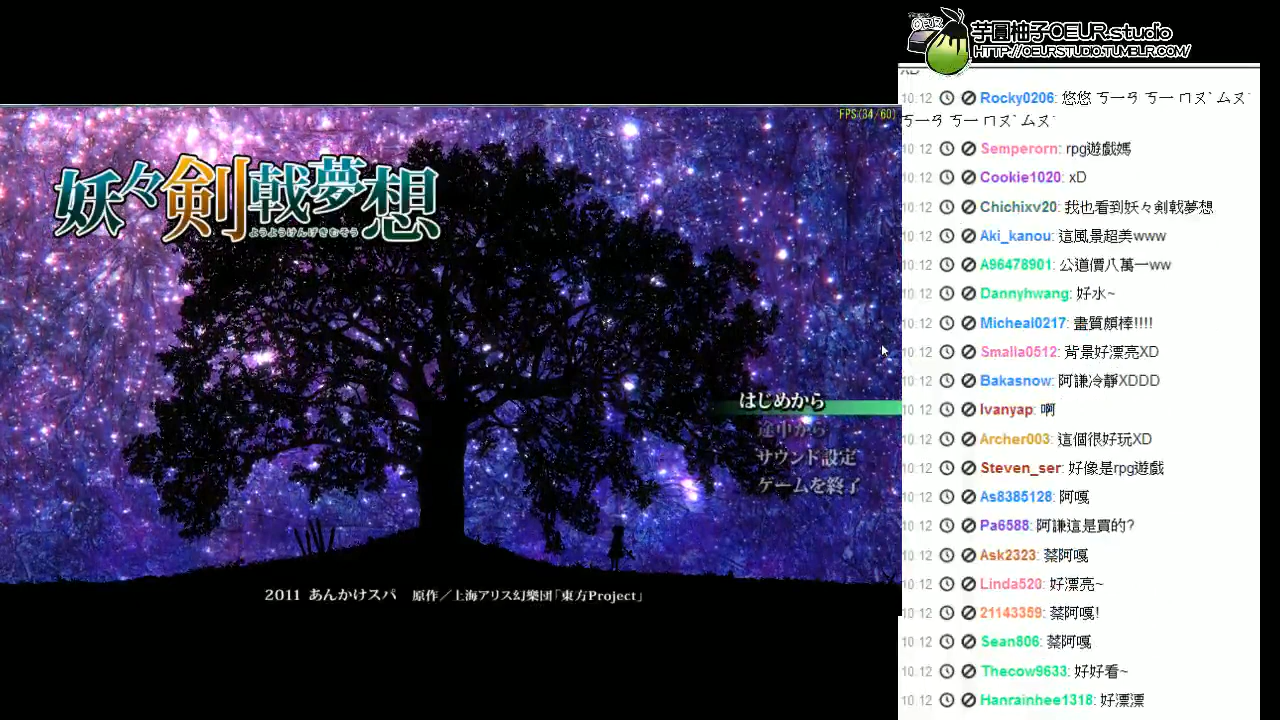 芋圓柚子OEUR.studio
HTTP://OEURSTUDIO.TUMBLR.COM/
FPS(34/60)
妖々剣戟夢想
ようようけんげきむそう
はじめから
途中から
サウンド設定
ゲームを終了
2011 あんかけスパ 原作／上海アリス幻樂団「東方Project」
XD
10:12 Rocky0206: 悠悠 ㄎㄧㄢ ㄎㄧ ㄇㄡˋㄙㄡˋ
ㄎㄧㄢ ㄎㄧ ㄇㄡˋㄙㄡˋ
10:12 Semperorn: rpg遊戲嗎
10:12 Cookie1020: xD
10:12 Chichixv20: 我也看到妖々剣戟夢想
10:12 Aki_kanou: 這風景超美www
10:12 A96478901: 公道價八萬一ww
10:12 Dannyhwang: 好水~
10:12 Micheal0217: 畫質頗棒!!!!
10:12 Smalla0512: 背景好漂亮XD
10:12 Bakasnow: 阿謙冷靜XDDD
10:12 Ivanyap: 啊
10:12 Archer003: 這個很好玩XD
10:12 Steven_ser: 好像是rpg遊戲
10:12 As8385128: 阿嘎
10:12 Pa6588: 阿謙這是買的?
10:12 Ask2323: 棻阿嘎
10:12 Linda520: 好漂亮~
10:12 21143359: 棻阿嘎!
10:12 Sean806: 棻阿嘎
10:12 Thecow9633: 好好看~
10:12 Hanrainhee1318: 好漂漂